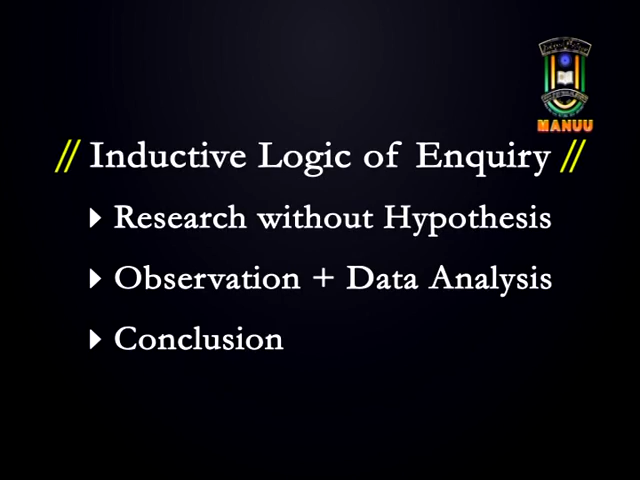 MANUU
// Inductive Logic of Enquiry //
Research without Hypothesis
Observation + Data Analysis
Conclusion